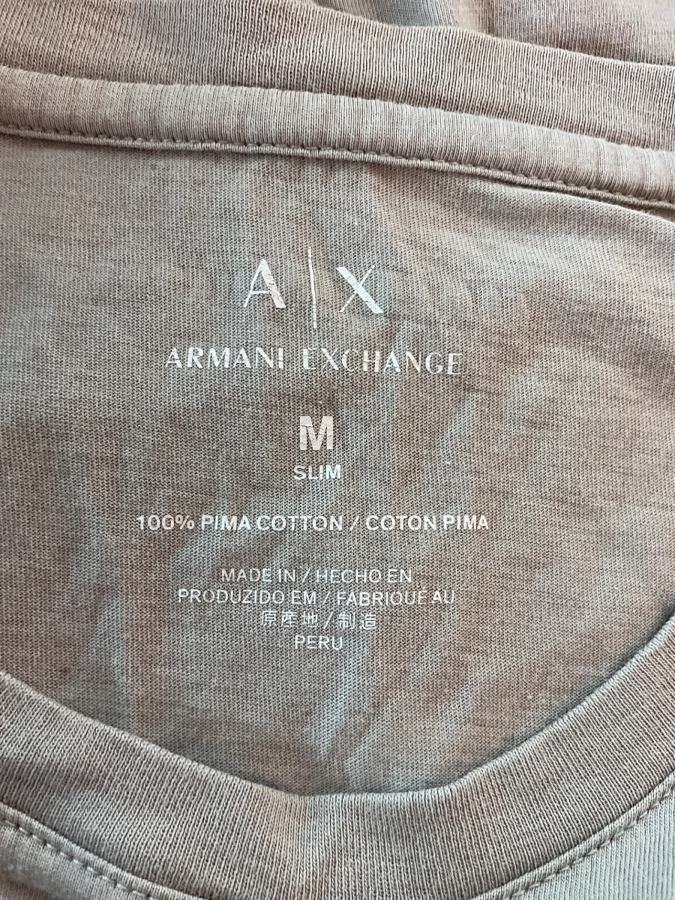 A|X
ARMANI EXCHANGE
M
SLIM
100% PIMA COTTON / COTON PIMA
MADE IN / HECHO EN
PRODUZIDO EM / FABRIQUÉ AU
原産地 / 制造
PERU